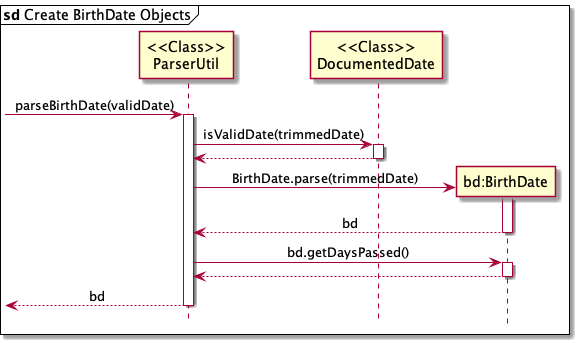 sd Create BirthDate Objects
<<Class>>
ParserUtil
<<Class>>
DocumentedDate
parseBirthDate(validDate)
isValidDate(trimmedDate)
BirthDate.parse(trimmedDate)
bd:BirthDate
bd
bd.getDaysPassed()
bd